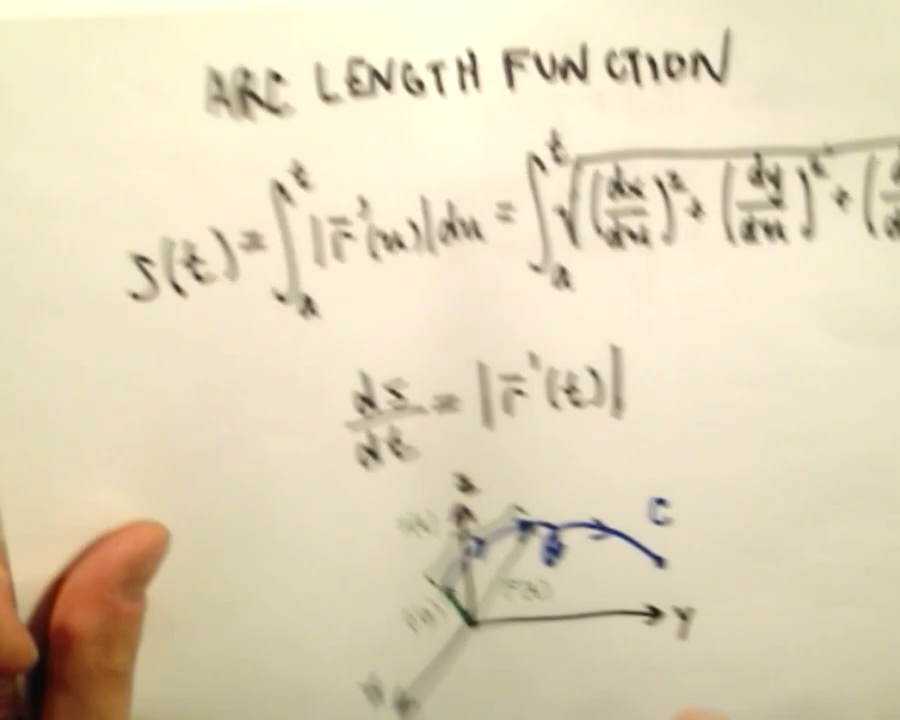 ARC LENGTH FUNCTION
S(t) = ∫ₐᵗ |r̄'(u)|du = ∫ₐᵗ √(dx/du)² + (dy/du)² + (d
ds/dt = |r̄'(t)|
z
C
Y